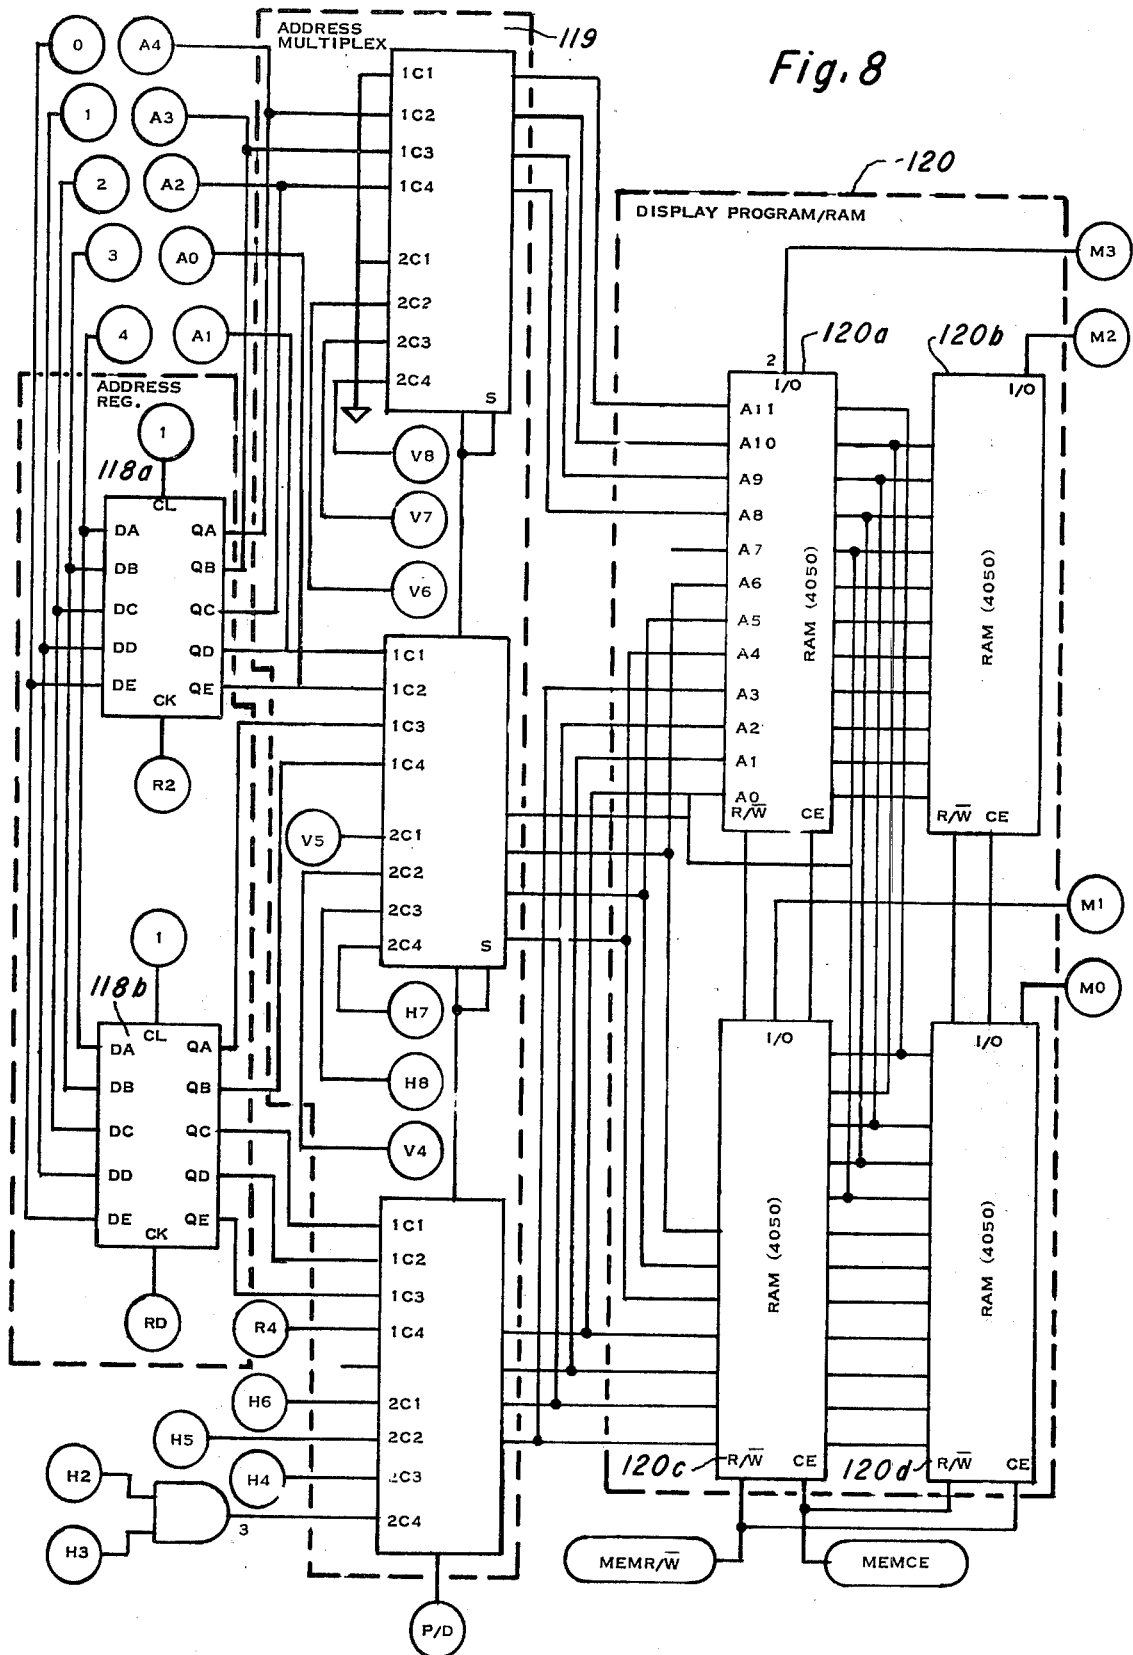 Fig. 8
ADDRESS
MULTIPLEX
119
0
A4
1
A3
2
A2
3
A0
4
A1
1C1
1C2
1C3
1C4
2C1
2C2
2C3
2C4
S
V8
V7
V6
ADDRESS
REG.
1
118a
CL
DA
QA
DB
QB
DC
QC
DD
QD
DE
QE
CK
R2
1C1
1C2
1C3
1C4
2C1
2C2
2C3
2C4
S
V5
H7
H8
V4
1
118b
CL
DA
QA
DB
QB
DC
QC
DD
QD
DE
QE
CK
RD
1C1
1C2
1C3
1C4
2C1
2C2
2C3
2C4
R4
H6
H5
H4
H2
H3
3
P/D
120
DISPLAY PROGRAM/RAM
M3
M2
120a
120b
2
I/O
I/O
A11
A10
A9
A8
A7
A6
A5
A4
A3
A2
A1
A0
RAM (4050)
RAM (4050)
R/W̅
CE
R/W̅
CE
M1
M0
I/O
I/O
RAM (4050)
RAM (4050)
120c
R/W̅
CE
120d
R/W̅
CE
MEMR/W̅
MEMCE